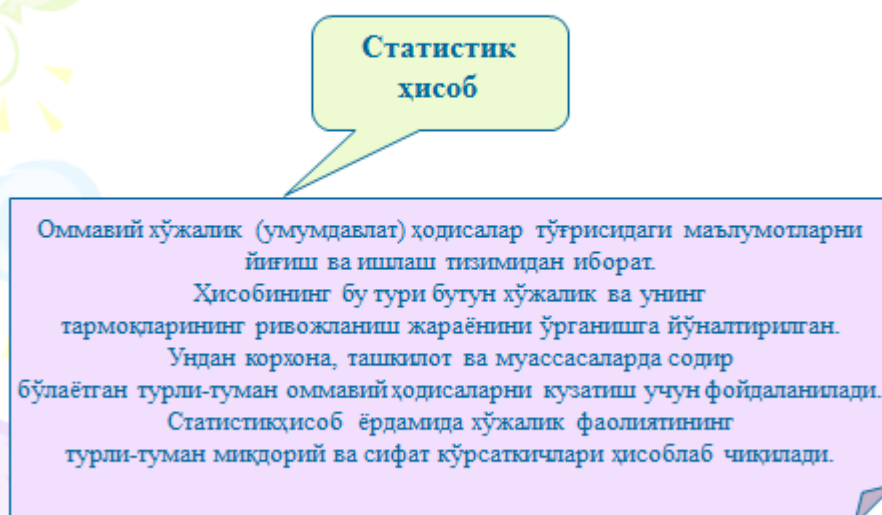 Статистик
ҳисоб
Оммавий хўжалик (умумдавлат) ҳодисалар тўғрисидаги маълумотларни
йиғиш ва ишлаш тизимидан иборат.
Ҳисобининг бу тури бутун хўжалик ва унинг
тармоқларининг ривожланиш жараёнини ўрганишга йўналтирилган.
Ундан корхона, ташкилот ва муассасаларда содир
бўлаётган турли-туман оммавий ҳодисаларни кузатиш учун фойдаланилади.
Статистикҳисоб ёрдамида хўжалик фаолиятининг
турли-туман миқдорий ва сифат кўрсаткичлари ҳисоблаб чиқилади.